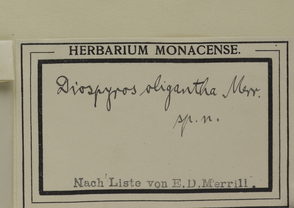 HERBARIUM MONACENSE.
Diospyros oligantha Merr.
sp. n.
Nach Liste von E.D.Merrill.